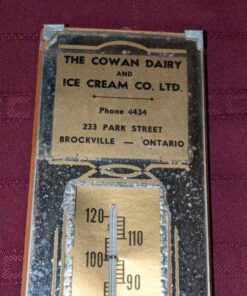 THE COWAN DAIRY
AND
ICE CREAM CO. LTD.
Phone 4434
233 PARK STREET
BROCKVILLE — ONTARIO
120
110
100
90